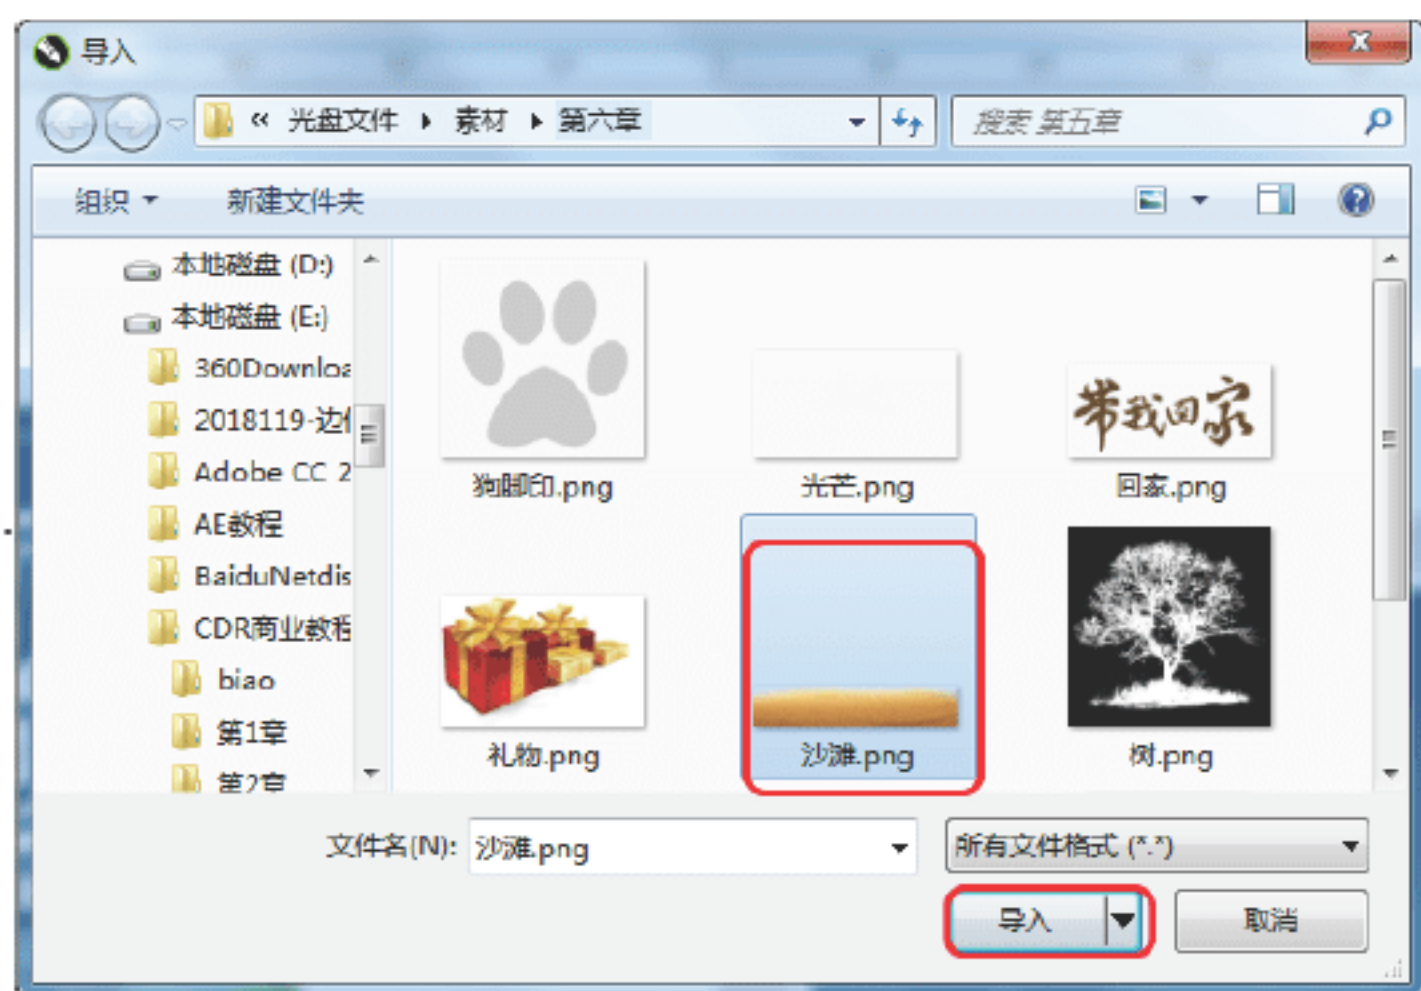 导入
« 光盘文件 ▸ 素材 ▸ 第六章
搜索 第五章
组织
新建文件夹
本地磁盘 (D:)
本地磁盘 (E:)
360Downloa
2018119-边
Adobe CC 2
AE教程
BaiduNetdis
CDR商业教程
biao
第1章
第2章
狗脚印.png
光芒.png
带我回家
回家.png
礼物.png
沙滩.png
树.png
文件名(N): 沙滩.png
所有文件格式 (*.*)
导入
取消